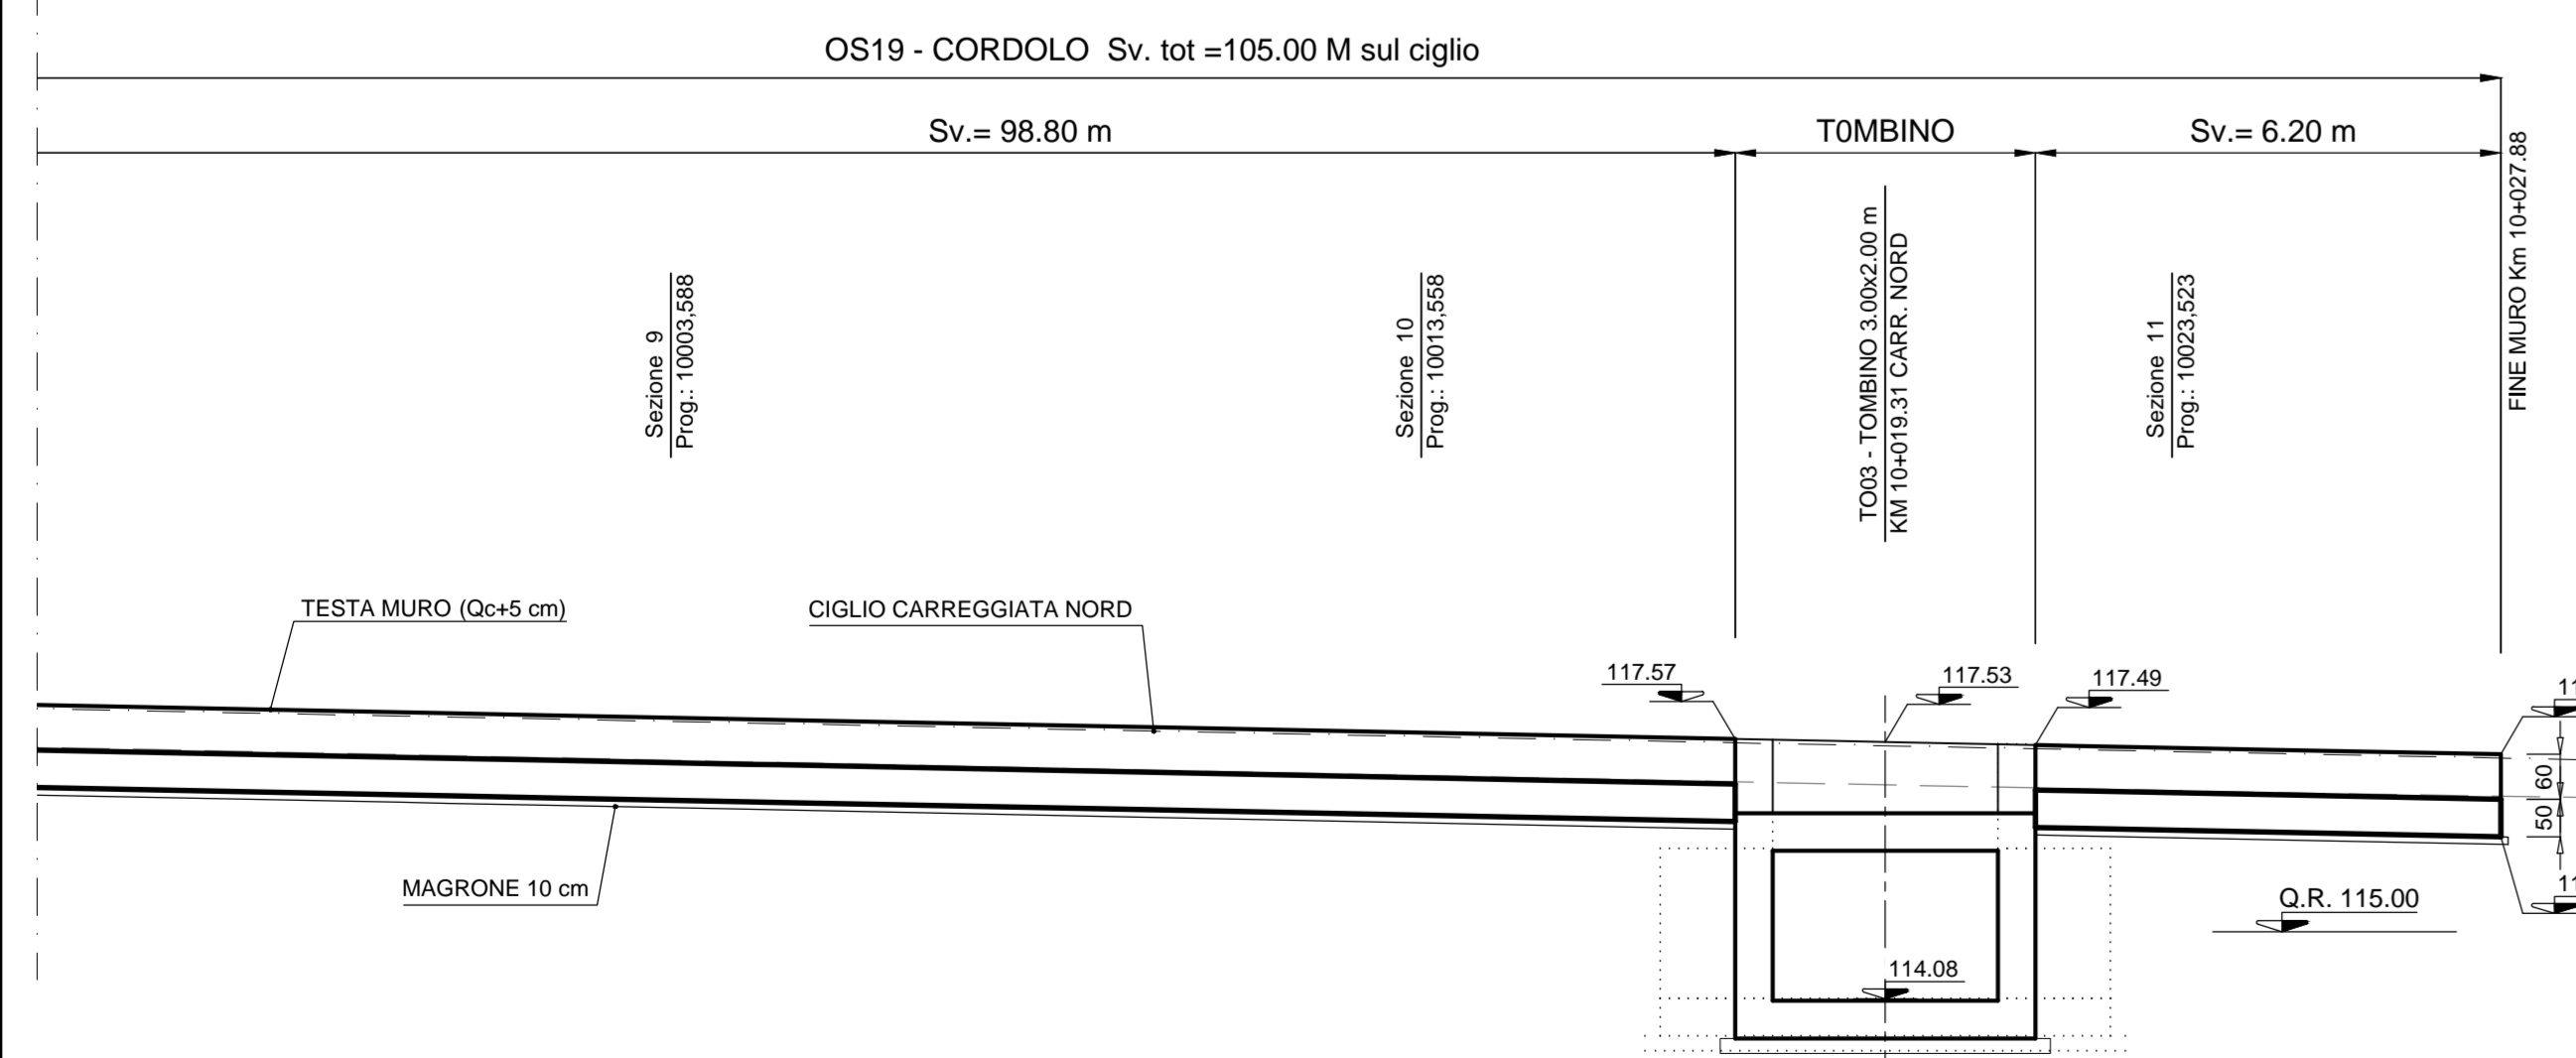 OS19 - CORDOLO Sv. tot =105.00 M sul ciglio
Sv.= 98.80 m
T0MBINO
Sv.= 6.20 m
FINE MURO Km 10+027.88
Sezione 9
Prog.: 10003,588
Sezione 10
Prog.: 10013,558
TO03 - TOMBINO 3.00x2.00 m
KM 10+019.31 CARR. NORD
Sezione 11
Prog.: 10023,523
TESTA MURO (Qc+5 cm)
CIGLIO CARREGGIATA NORD
117.57
117.53
117.49
60
50
MAGRONE 10 cm
Q.R. 115.00
114.08